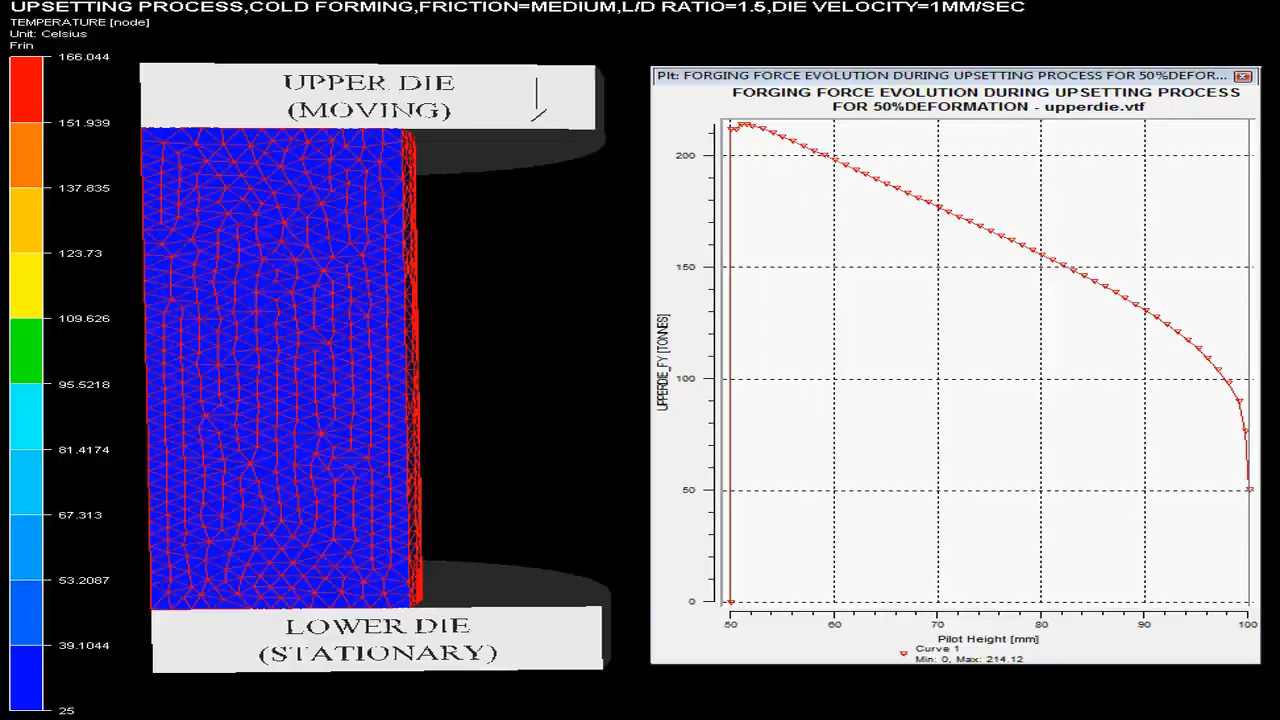 UPSETTING PROCESS,COLD FORMING,FRICTION=MEDIUM,L/D RATIO=1.5,DIE VELOCITY=1MM/SEC
TEMPERATURE [node]
Unit: Celsius
Frin
166.044
151.939
137.835
123.73
109.626
95.5218
81.4174
67.313
53.2087
39.1044
25
UPPER DIE
(MOVING)
LOWER DIE
(STATIONARY)
Plt: FORGING FORCE EVOLUTION DURING UPSETTING PROCESS FOR 50%DEFOR...
FORGING FORCE EVOLUTION DURING UPSETTING PROCESS
FOR 50%DEFORMATION - upperdie.vtf
UPPERDIE_FY [TONNES]
200
150
100
50
0
50 60 70 80 90 100
Pilot Height [mm]
Curve 1
Min: 0, Max: 214.12